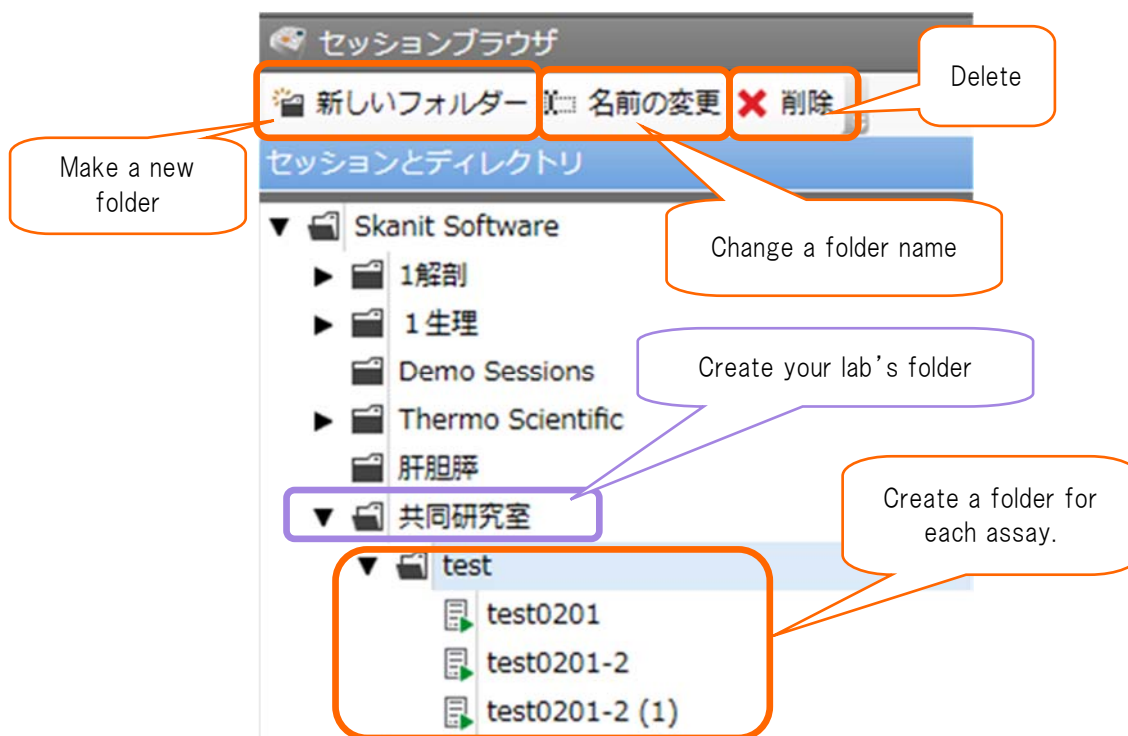 セッションブラウザ
新しいフォルダー 名前の変更 削除
Delete
Make a new
folder
セッションとディレクトリ
Change a folder name
Skanit Software
1解剖
１生理
Demo Sessions
Create your lab’s folder
Thermo Scientific
肝胆膵
共同研究室
Create a folder for
each assay.
test
test0201
test0201-2
test0201-2 (1)